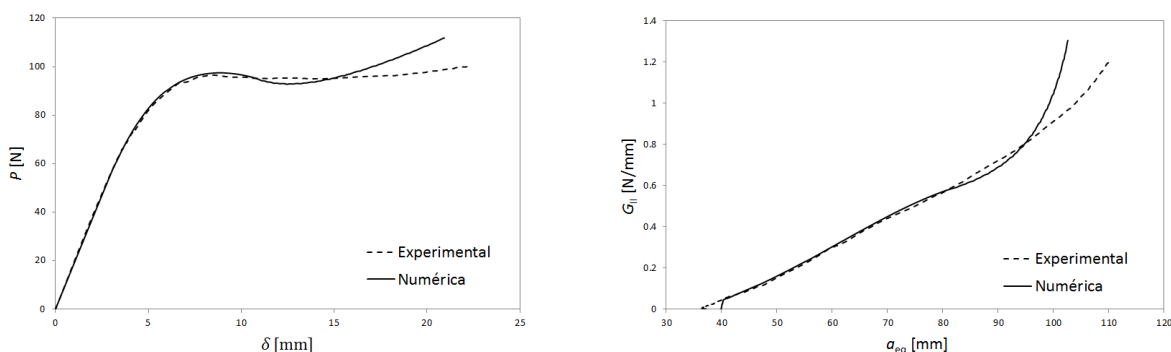 120
100
80
60
40
20
0
P [N]
0 5 10 15 20 25
δ [mm]
Experimental
Numérica
1.4
1.2
1
0.8
0.6
0.4
0.2
0
G_II [N/mm]
30 40 50 60 70 80 90 100 110 120
a_eq [mm]
Experimental
Numérica